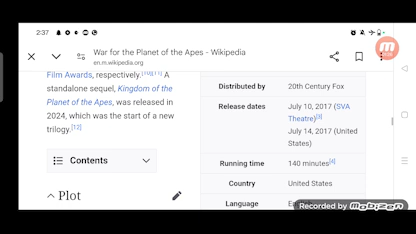 2:37
War for the Planet of the Apes - Wikipedia
en.m.wikipedia.org
Film Awards, respectively.[10][11] A
standalone sequel, Kingdom of the
Planet of the Apes, was released in
2024, which was the start of a new
trilogy.[12]
Contents
Plot
Distributed by 20th Century Fox
Release dates July 10, 2017 (SVA
Theatre)[3]
July 14, 2017 (United
States)
Running time 140 minutes[4]
Country United States
Language
Recorded by Mobizen